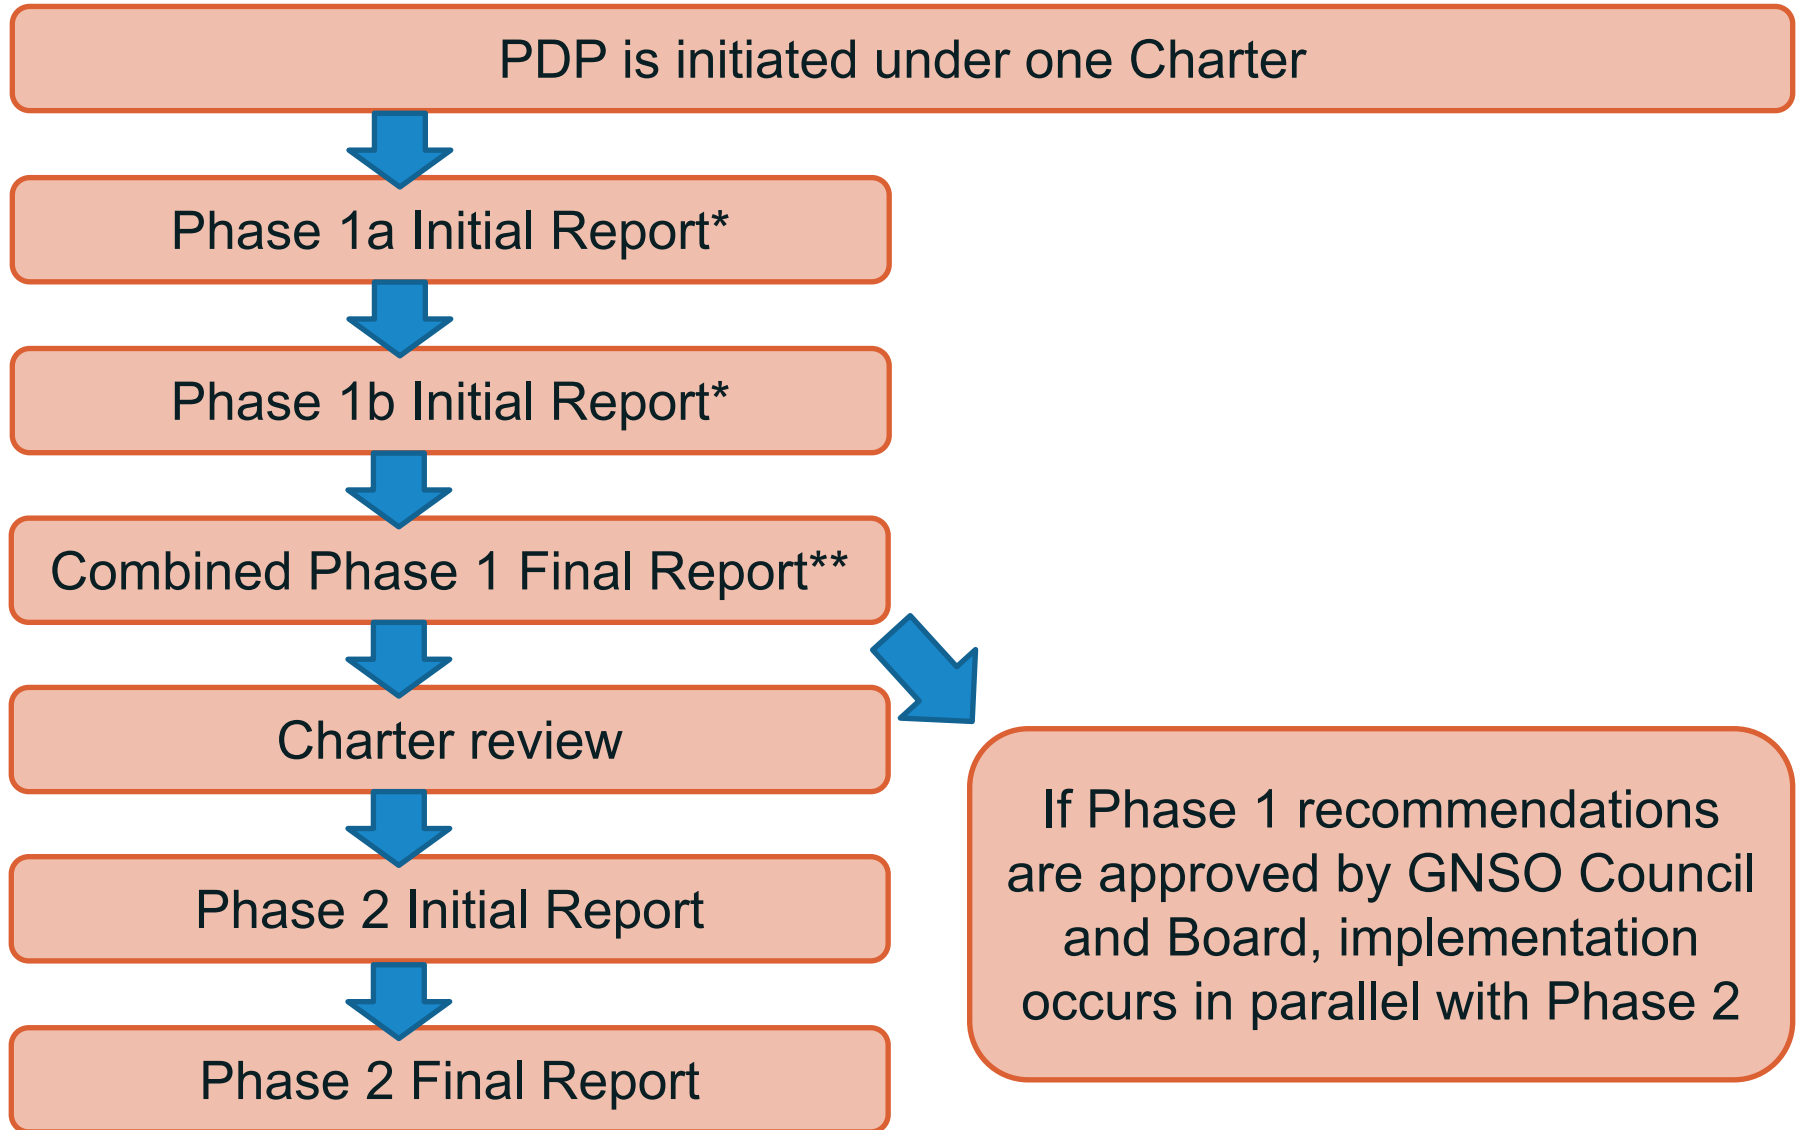 PDP is initiated under one Charter
Phase 1a Initial Report*
Phase 1b Initial Report*
Combined Phase 1 Final Report**
Charter review
Phase 2 Initial Report
Phase 2 Final Report
If Phase 1 recommendations
are approved by GNSO Council
and Board, implementation
occurs in parallel with Phase 2